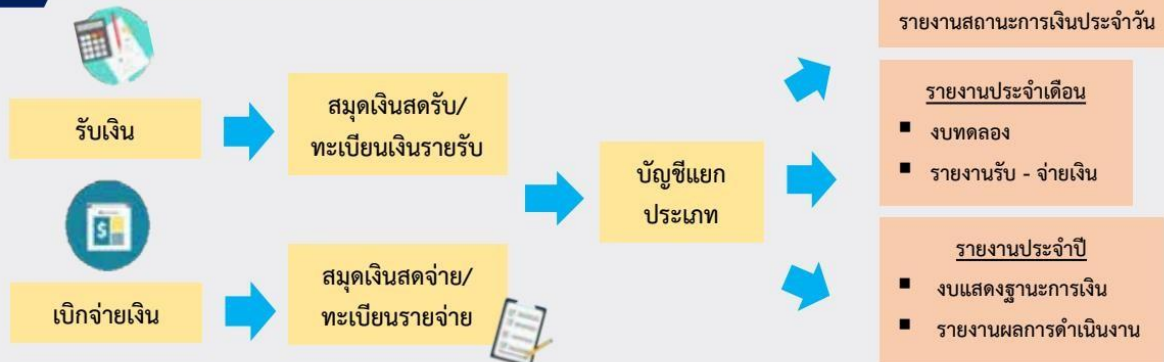 รับเงิน
สมุดเงินสดรับ/
ทะเบียนเงินรายรับ
เบิกจ่ายเงิน
สมุดเงินสดจ่าย/
ทะเบียนรายจ่าย
บัญชีแยก
ประเภท
รายงานสถานะการเงินประจำวัน
รายงานประจำเดือน
▪ งบทดลอง
▪ รายงานรับ - จ่ายเงิน
รายงานประจำปี
▪ งบแสดงฐานะการเงิน
▪ รายงานผลการดำเนินงาน